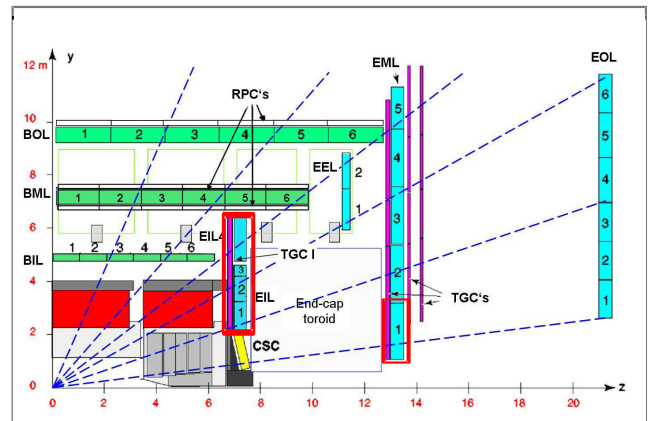 y
12 m
EML
EOL
RPC's
10
BOL
1 2 3 4 5 6
5
6
8
EEL
2
5
4
BML
1 2 3 4 5 6
1
4
6
EIL4
3
3
BIL
1 2 3 4 5 6
TGC I
4
3
2
2
2
EIL
End-cap
toroid
TGC's
1
1
2
1
CSC
0
0 2 4 6 8 10 12 14 16 18 20
z